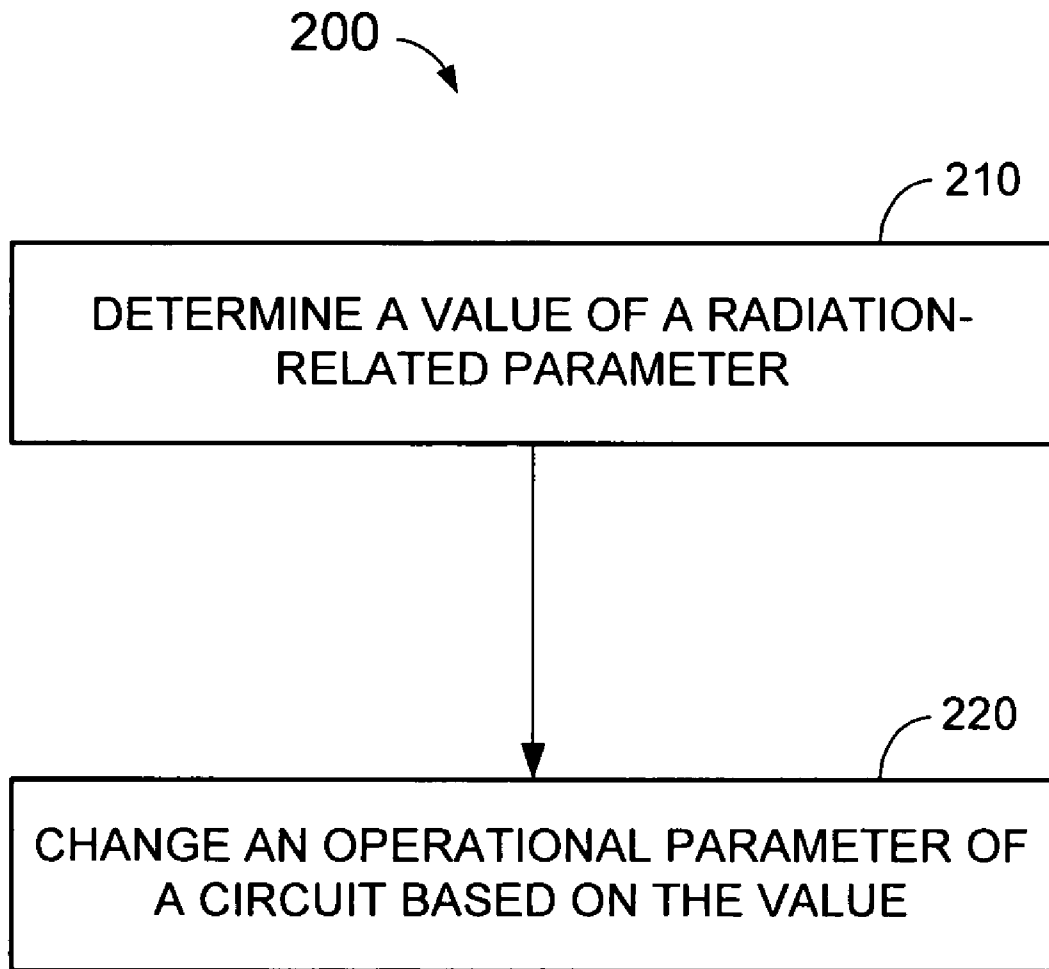 200
210
DETERMINE A VALUE OF A RADIATION-
RELATED PARAMETER
220
CHANGE AN OPERATIONAL PARAMETER OF
A CIRCUIT BASED ON THE VALUE